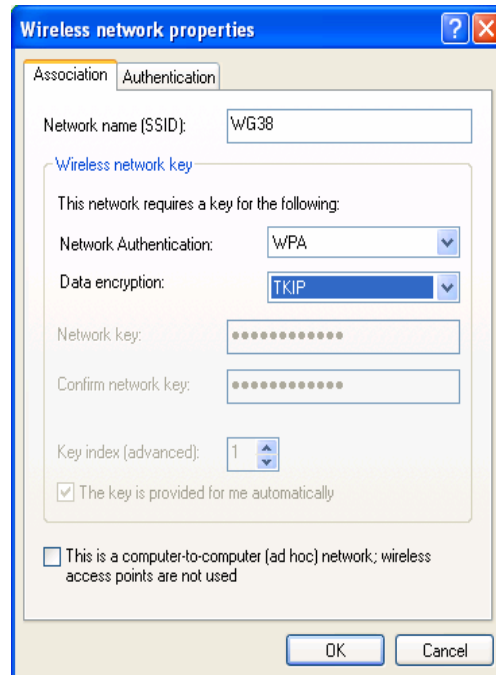 Wireless network properties
Association
Authentication
Network name (SSID): WG38
Wireless network key
This network requires a key for the following:
Network Authentication: WPA
Data encryption: TKIP
Network key: ••••••••••••
Confirm network key: ••••••••••••
Key index (advanced): 1
The key is provided for me automatically
This is a computer-to-computer (ad hoc) network; wireless
access points are not used
OK
Cancel